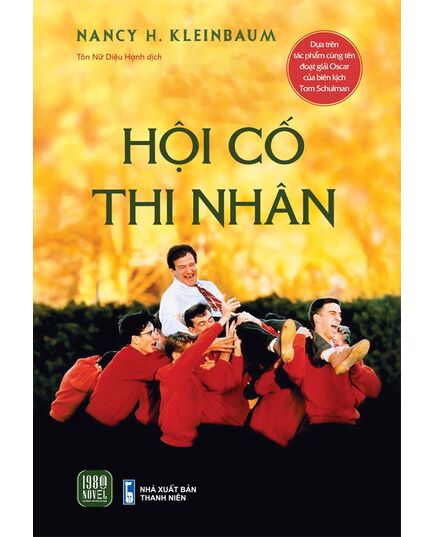 NANCY H. KLEINBAUM
Tôn Nữ Diệu Hạnh dịch
Dựa trên
tác phẩm cùng tên
đoạt giải Oscar
của biên kịch
Tom Schulman
HỘI CỐ
THI NHÂN
1980
NOVEL
NHÀ XUẤT BẢN
THANH NIÊN